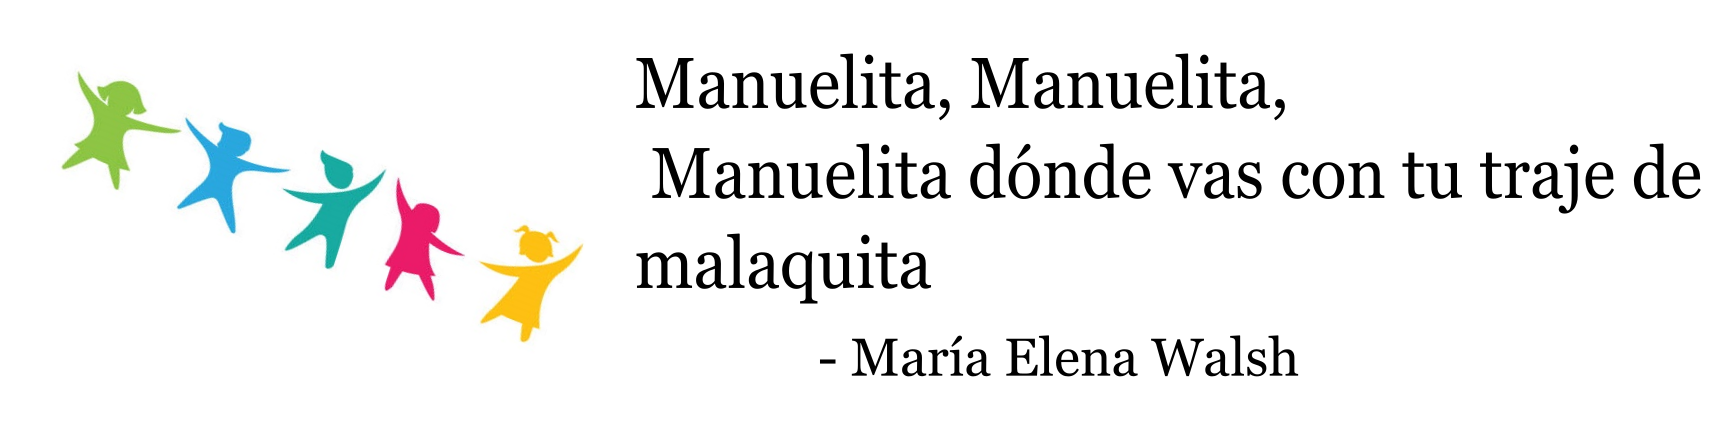 Manuelita, Manuelita,
Manuelita dónde vas con tu traje de
malaquita
- María Elena Walsh